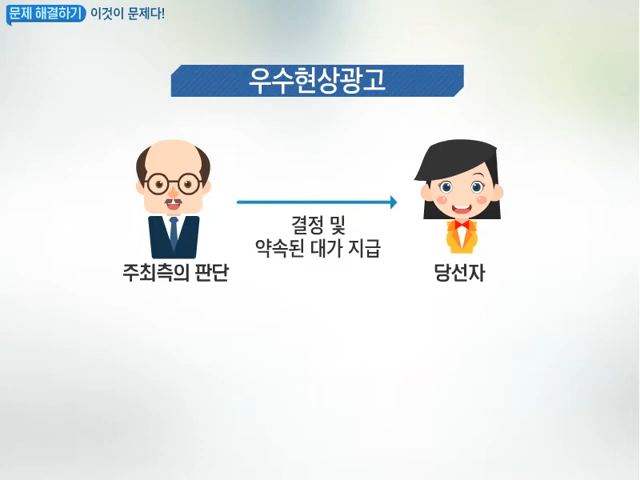 문제 해결하기 이것이 문제다!
우수현상광고
결정 및
약속된 대가 지급
주최측의 판단
당선자